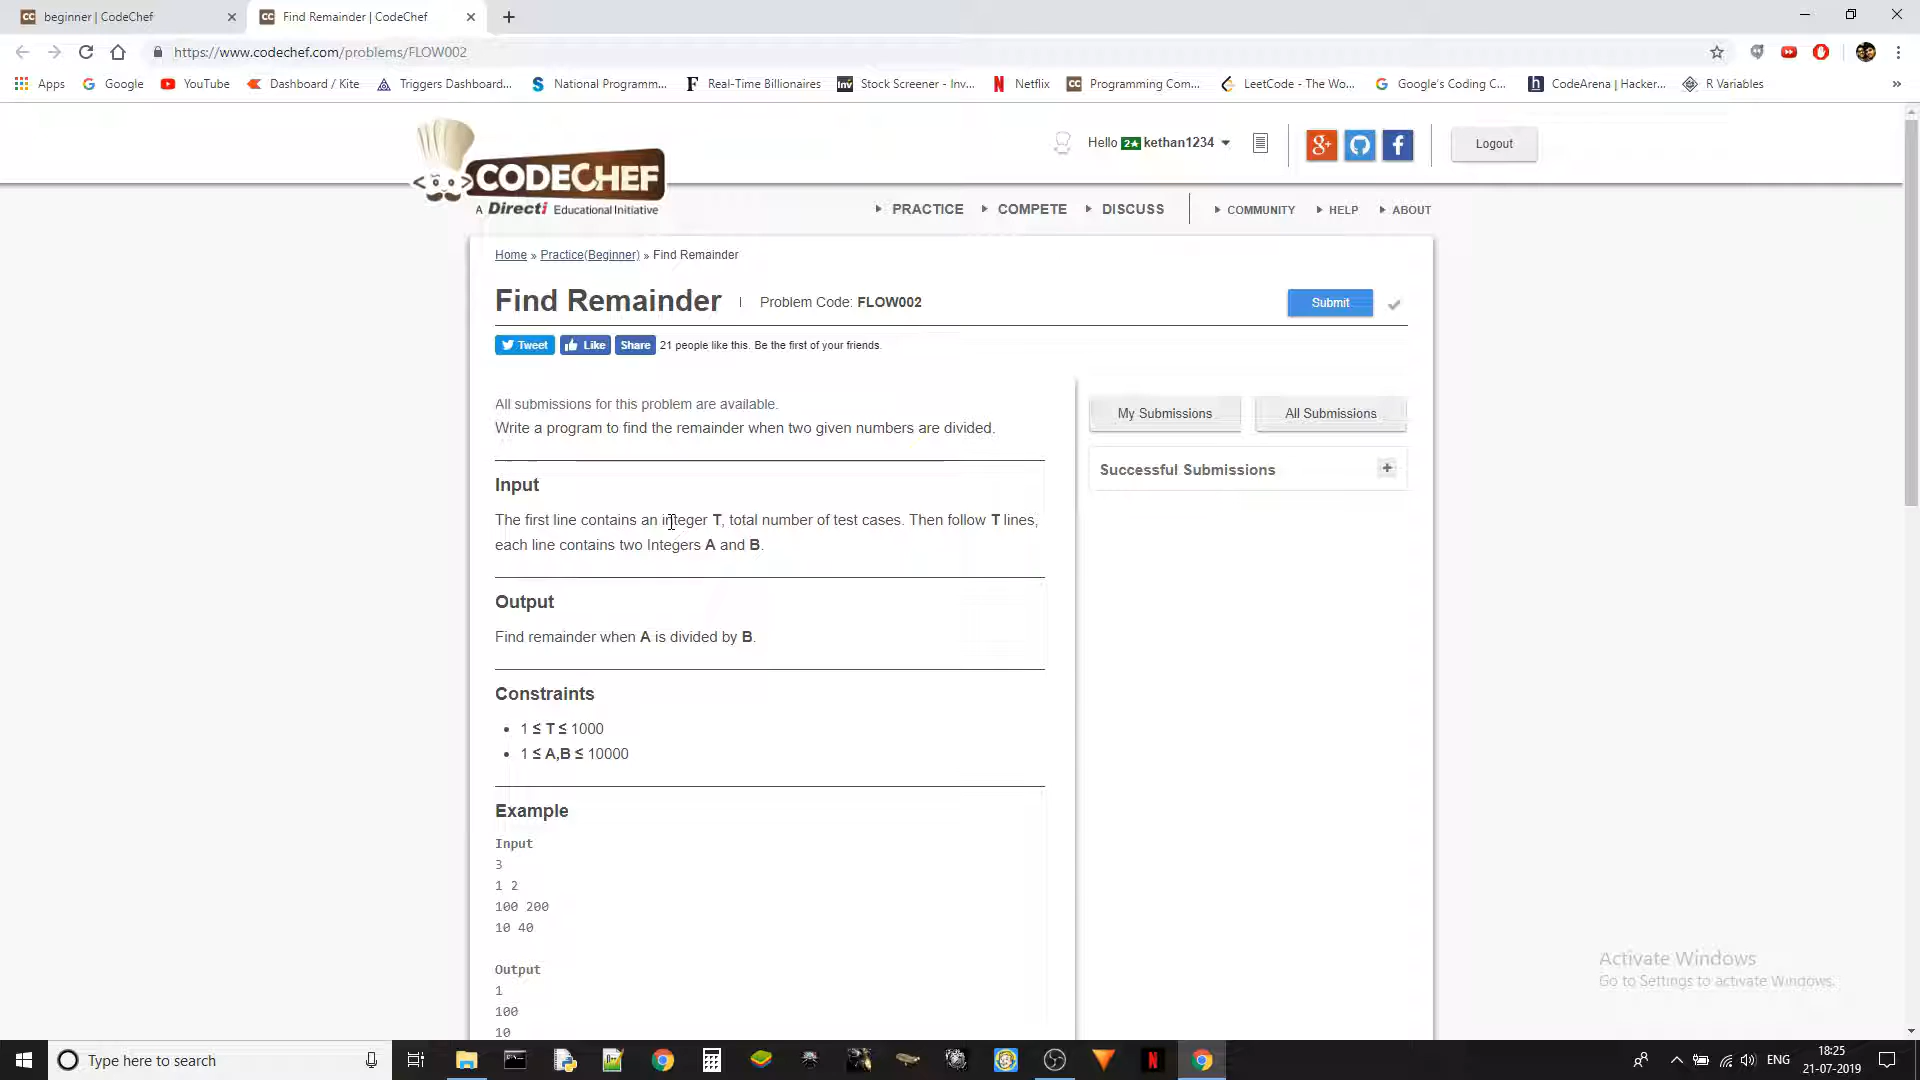 beginner | CodeChef
Find Remainder | CodeChef
https://www.codechef.com/problems/FLOW002
Apps Google YouTube Dashboard / Kite Triggers Dashboard... National Programm... Real-Time Billionaires Stock Screener - Inv... Netflix Programming Com... LeetCode - The Wo... Google's Coding C... CodeArena | Hacker... R Variables »
CODECHEF
A Directi Educational Initiative
Hello 2★ kethan1234
Logout
PRACTICE COMPETE DISCUSS COMMUNITY HELP ABOUT
Home » Practice(Beginner) » Find Remainder
Find Remainder | Problem Code: FLOW002
Submit
Tweet Like Share 21 people like this. Be the first of your friends.
All submissions for this problem are available.
Write a program to find the remainder when two given numbers are divided.
My Submissions All Submissions
Successful Submissions +
Input
The first line contains an integer T, total number of test cases. Then follow T lines,
each line contains two Integers A and B.
Output
Find remainder when A is divided by B.
Constraints
• 1 ≤ T ≤ 1000
• 1 ≤ A,B ≤ 10000
Example
Input
3
1 2
100 200
10 40
Output
1
100
10
Activate Windows
Go to Settings to activate Windows.
Type here to search
ENG
18:25
21-07-2019